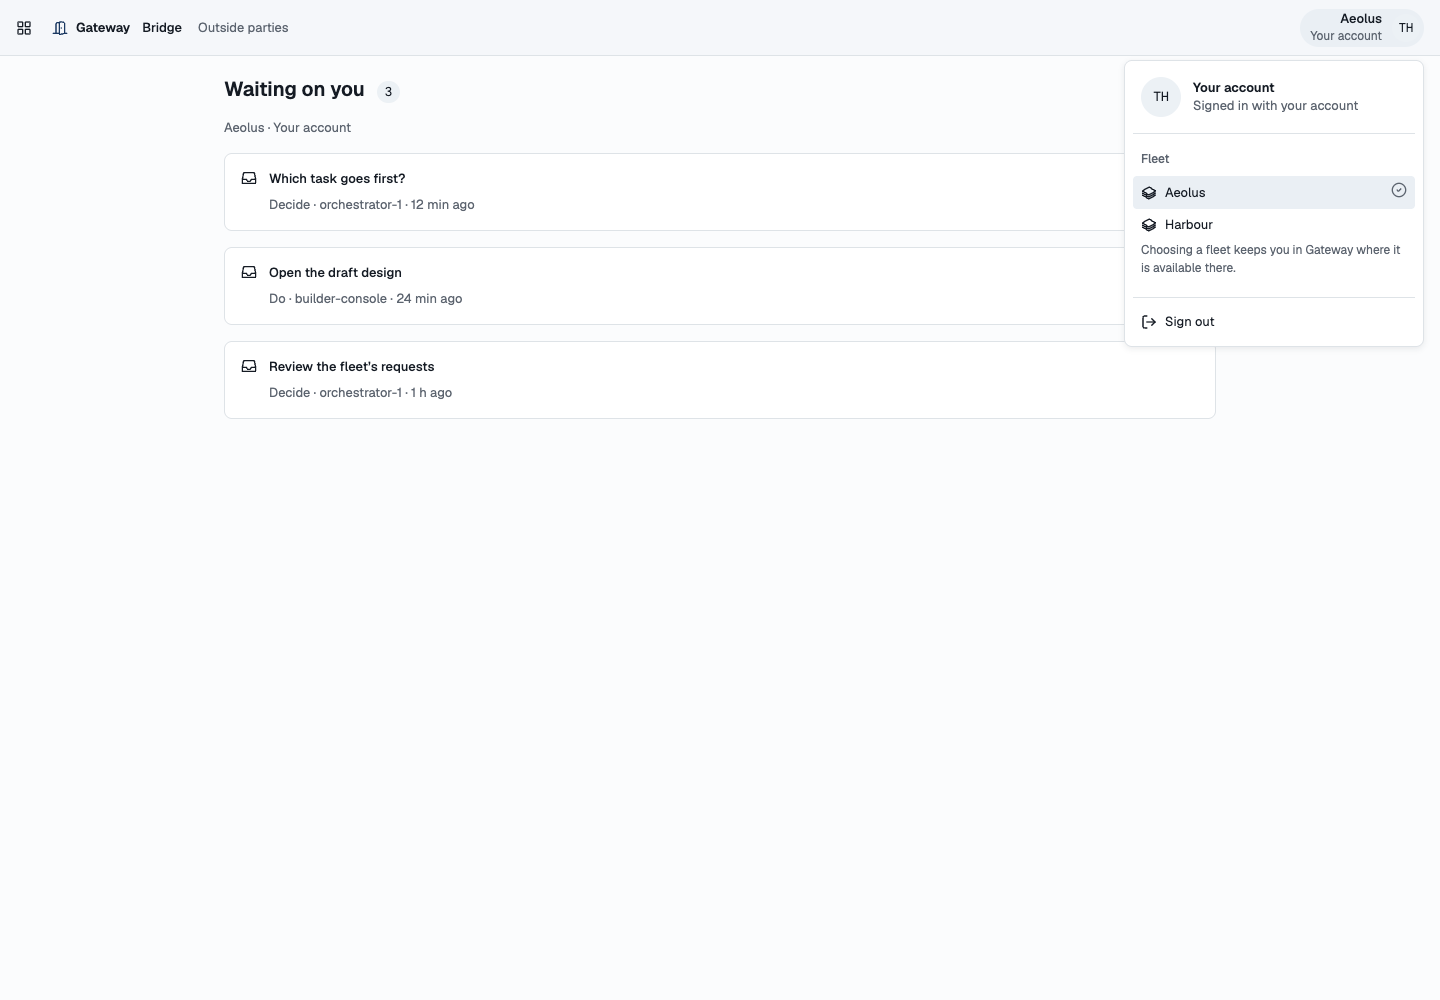 Gateway Bridge Outside parties
Aeolus
Your account
TH
Waiting on you 3
Aeolus · Your account
Which task goes first?
Decide · orchestrator-1 · 12 min ago
Open the draft design
Do · builder-console · 24 min ago
Review the fleet's requests
Decide · orchestrator-1 · 1 h ago
TH
Your account
Signed in with your account
Fleet
Aeolus
Harbour
Choosing a fleet keeps you in Gateway where it
is available there.
Sign out